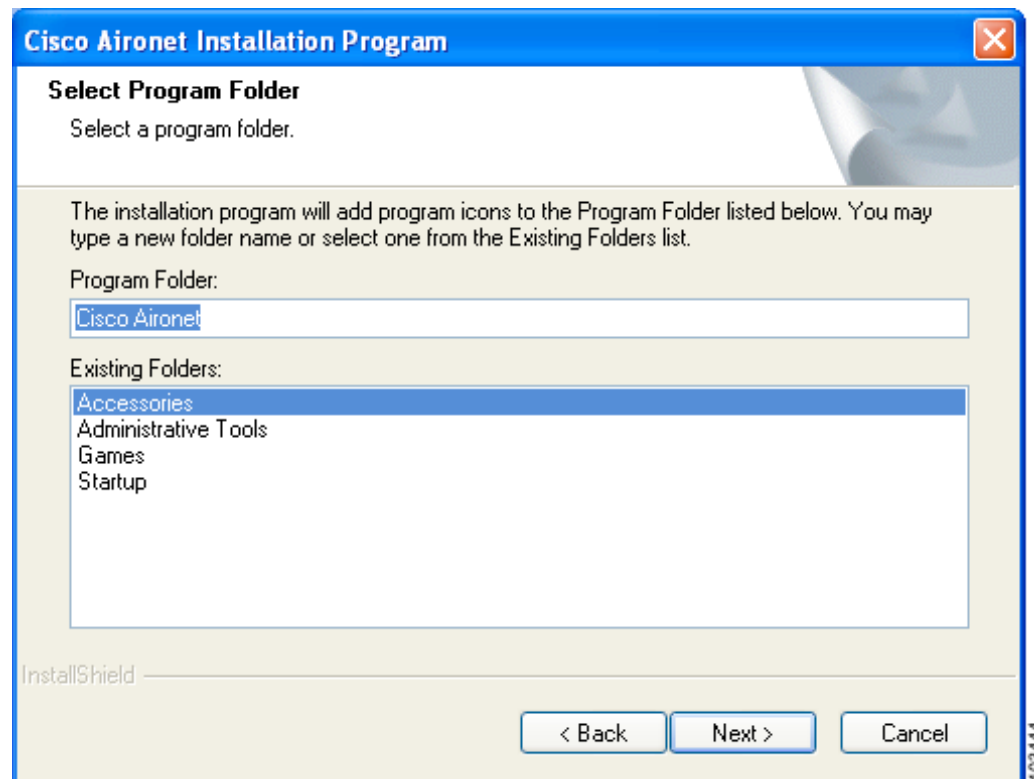 Cisco Aironet Installation Program
Select Program Folder
Select a program folder.
The installation program will add program icons to the Program Folder listed below. You may
type a new folder name or select one from the Existing Folders list.
Program Folder:
Cisco Aironet
Existing Folders:
Accessories
Administrative Tools
Games
Startup
InstallShield
< Back
Next >
Cancel